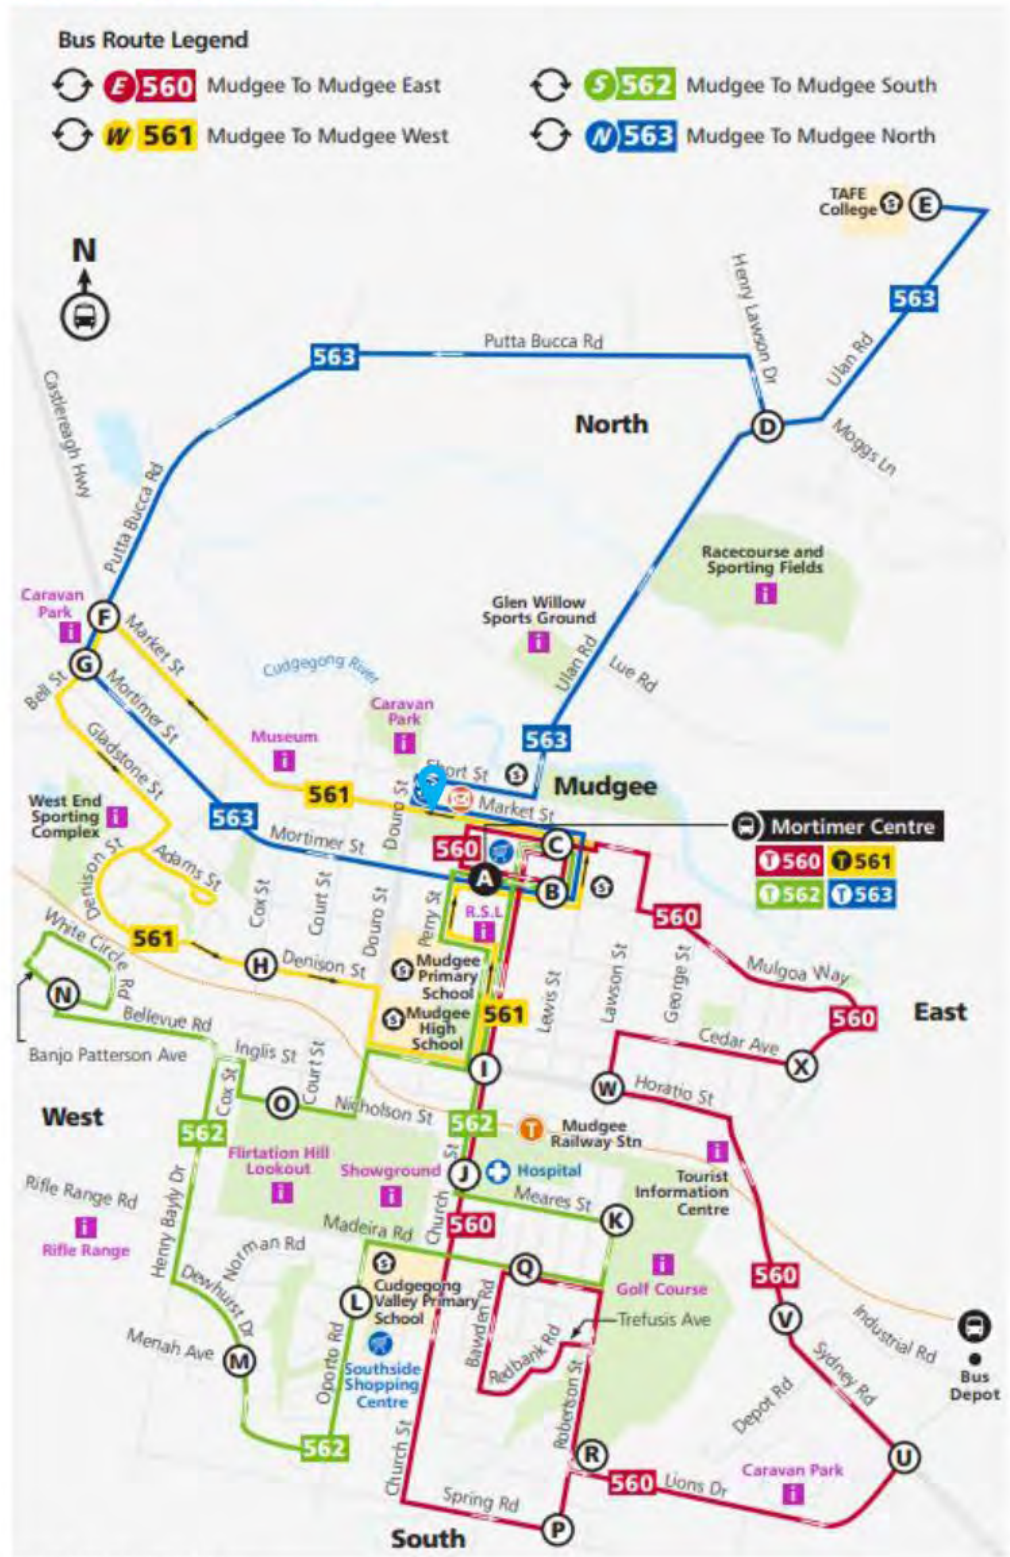 Bus Route Legend
E 560 Mudgee To Mudgee East
S 562 Mudgee To Mudgee South
W 561 Mudgee To Mudgee West
N 563 Mudgee To Mudgee North
TAFE
College
E
N
Henry Lawson Dr
563
563
Putta Bucca Rd
Ulan Rd
Castlereagh Hwy
North
D
Moggs Ln
Putta Bucca Rd
Racecourse and
Sporting Fields
Caravan
Park
F
Glen Willow
Sports Ground
Market St
Ulan Rd
Lue Rd
G
Cudgegong River
Bell St
Mortimer St
Caravan
Park
Museum
563
Gladstone St
Short St
Mudgee
561
Market St
West End
Sporting
Complex
563
Douro St
Mortimer Centre
Mortimer St
560
C
T 560
T 561
T 562
T 563
Denison St
Adams St
A
B
Cox St
Court St
Douro St
Perry St
R.S.L
560
White Circle Rd
561
H
Denison St
Mudgee
Primary
School
Lewis St
Lawson St
George St
Mulgoa Way
N
Bellevue Rd
Mudgee
High
School
561
560
East
Banjo Patterson Ave
Inglis St
Court St
I
Cedar Ave
X
W
Horatio St
Cox St
O
Nicholson St
West
562
562
T
Mudgee
Railway Stn
Flirtation Hill
Lookout
Showground
J
Hospital
Tourist
Information
Centre
Rifle Range Rd
Meares St
K
Church St
Rifle Range
Henry Bayly Dr
Norman Rd
Madeira Rd
560
Q
Golf Course
560
Dewhurst Dr
L
Cudgegong
Valley Primary
School
Bawden Rd
Trefusis Ave
V
Industrial Rd
Menah Ave
M
Redbank Rd
Oporto Rd
Southside
Shopping
Centre
Robertson St
Sydney Rd
Bus
Depot
Depot Rd
562
Church St
R
U
560
Lions Dr
Caravan Park
Spring Rd
P
South